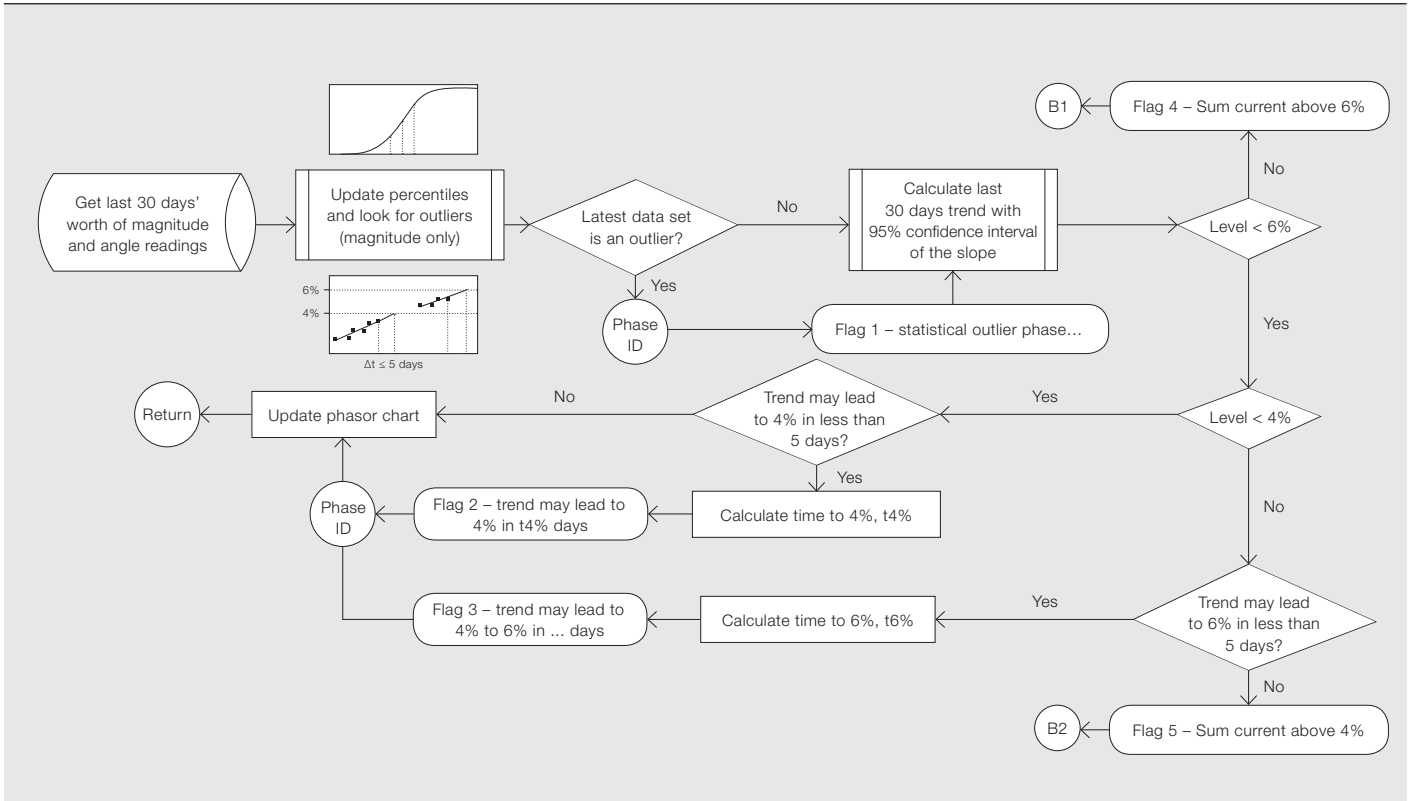 B1
Flag 4 – Sum current above 6%
No
Get last 30 days’
worth of magnitude
and angle readings
Update percentiles
and look for outliers
(magnitude only)
Latest data set
is an outlier?
No
Calculate last
30 days trend with
95% confidence interval
of the slope
Level < 6%
Yes
6%
4%
Δt ≤ 5 days
Phase
ID
Flag 1 – statistical outlier phase…
Yes
Return
Update phasor chart
No
Trend may lead
to 4% in less than
5 days?
Yes
Level < 4%
Yes
Phase
ID
Flag 2 – trend may lead to
4% in t4% days
Calculate time to 4%, t4%
No
Flag 3 – trend may lead to
4% to 6% in ... days
Calculate time to 6%, t6%
Yes
Trend may lead
to 6% in less than
5 days?
No
B2
Flag 5 – Sum current above 4%